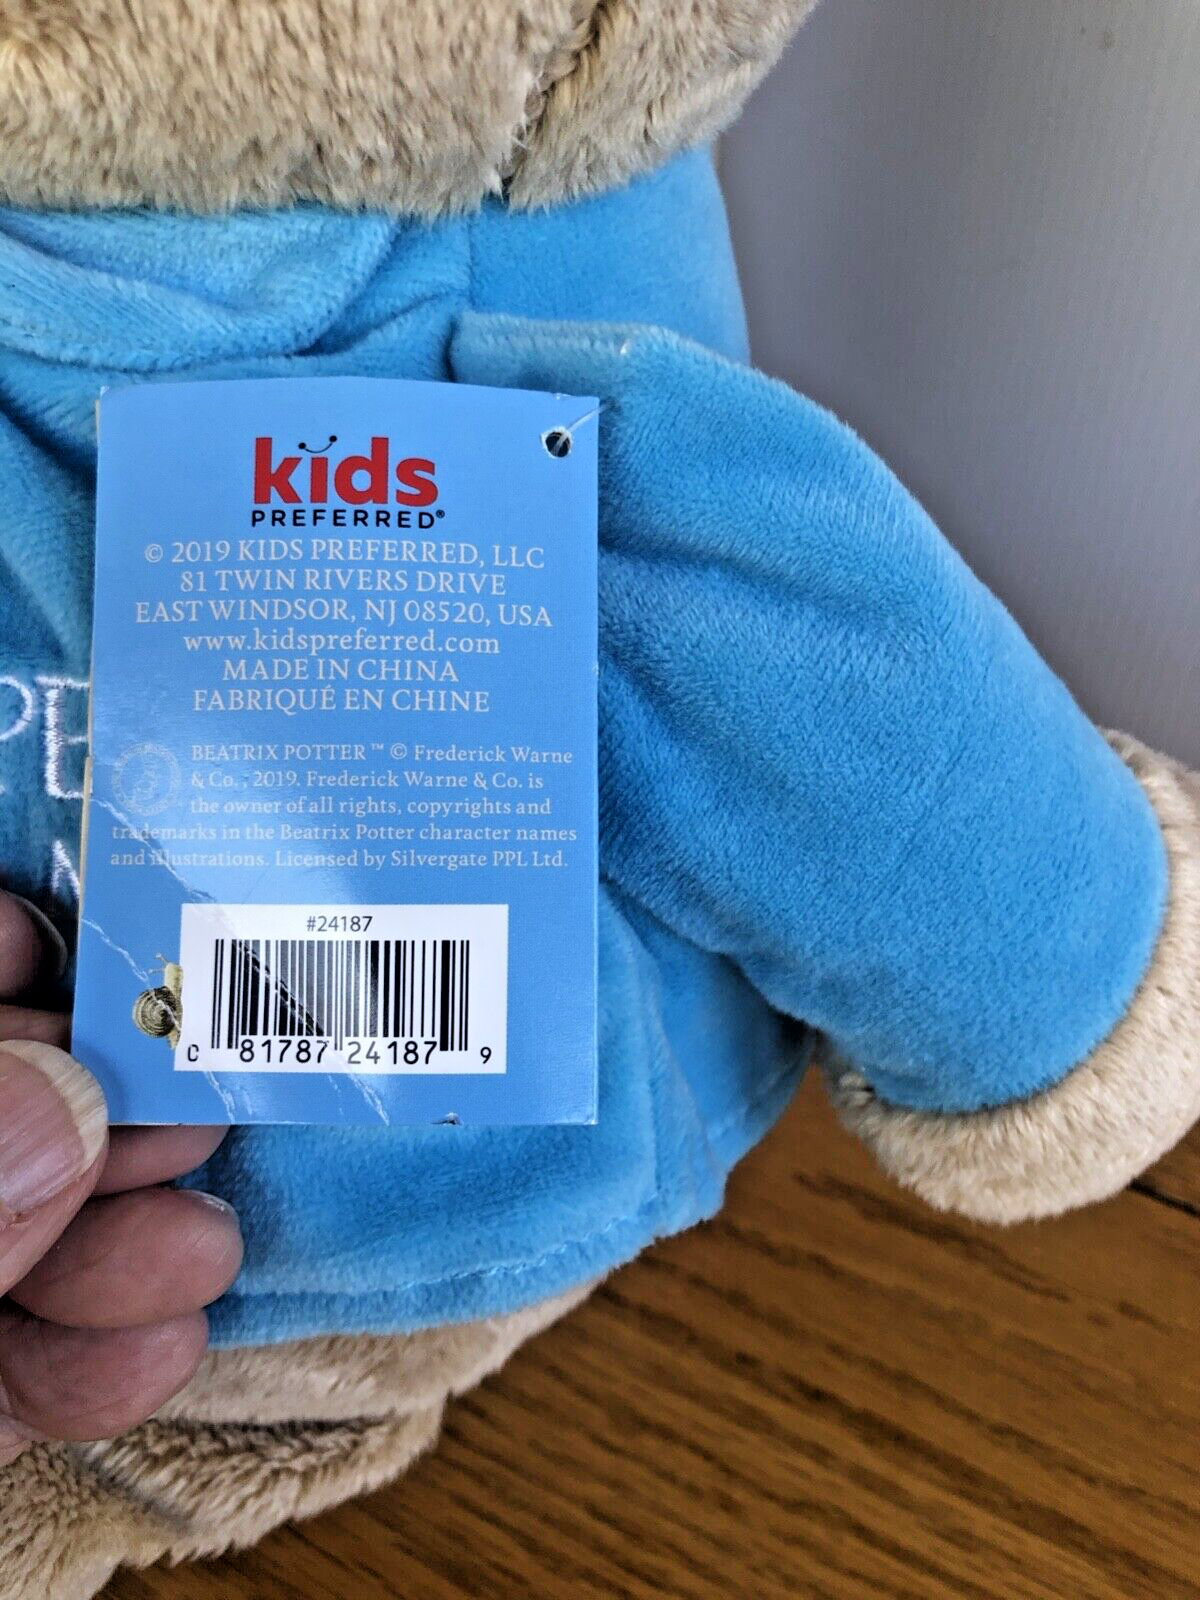 kids
PREFERRED®
© 2019 KIDS PREFERRED, LLC
81 TWIN RIVERS DRIVE
EAST WINDSOR, NJ 08520, USA
www.kidspreferred.com
MADE IN CHINA
FABRIQUÉ EN CHINE
BEATRIX POTTER™ © Frederick Warne
& Co., 2019. Frederick Warne & Co. is
the owner of all rights, copyrights and
trademarks in the Beatrix Potter character names
and illustrations. Licensed by Silvergate PPL Ltd.
#24187
0 81787 24187 9